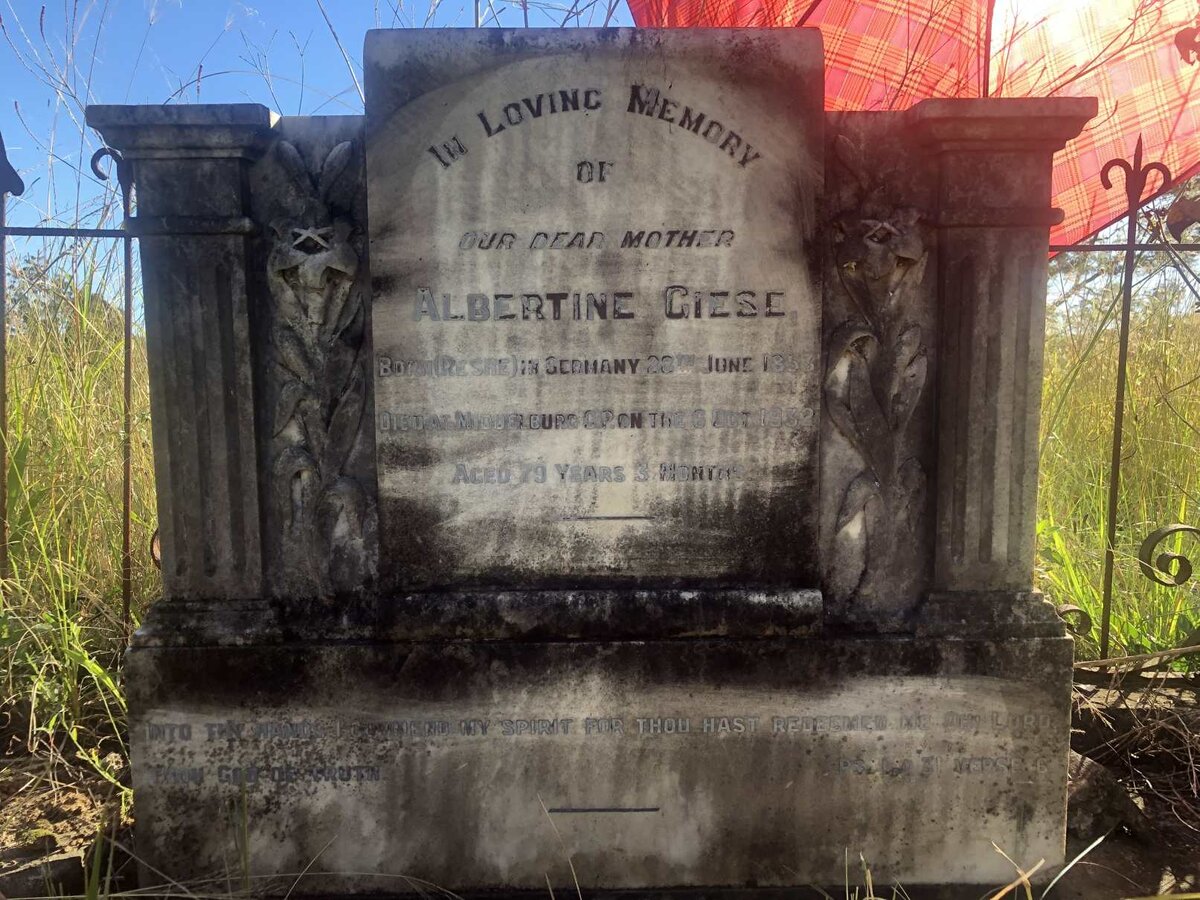 IN LOVING MEMORY
OF
OUR DEAR MOTHER
ALBERTINE GIESE.
BORN (RESKE) IN GERMANY 28TH JUNE
DIED AT MIDDELBURG C.P. ON THE OCT.
AGED 79 YEARS 3 MONTHS
INTO THY HANDS I COMMEND MY SPIRIT FOR THOU HAST REDEEMED ME OH LORD
THOU GOD OF TRUTH. 31 VERSE